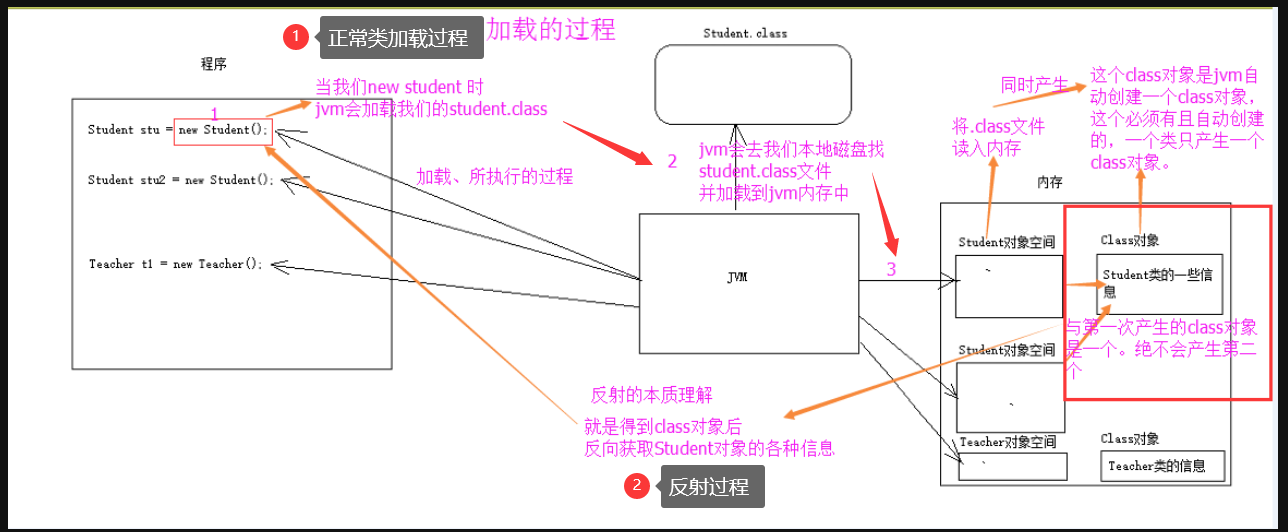 1 正常类加载过程 加载的过程
Student.class
程序
1
当我们new student 时
jvm会加载我们的student.class
Student stu = new Student();
Student stu2 = new Student();
Teacher t1 = new Teacher();
加载、所执行的过程
2
jvm会去我们本地磁盘找
student.class文件
并加载到jvm内存中
JVM
3
同时产生
将.class文件
读入内存
这个class对象是jvm自
动创建一个class对象，
这个必须有且自动创建
的，一个类只产生一个
class对象。
内存
Student对象空间
Class对象
Student类的一些信
息
与第一次产生的class对象
是一个。绝不会产生第二
个
Student对象空间
Teacher对象空间
Class对象
Teacher类的信息
反射的本质理解
就是得到class对象后
反向获取Student对象的各种信息
2 反射过程